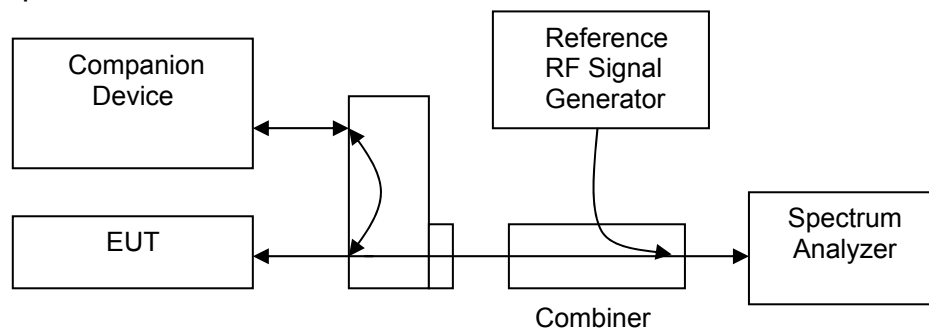 Companion
Device
Reference
RF Signal
Generator
EUT
Spectrum
Analyzer
Combiner